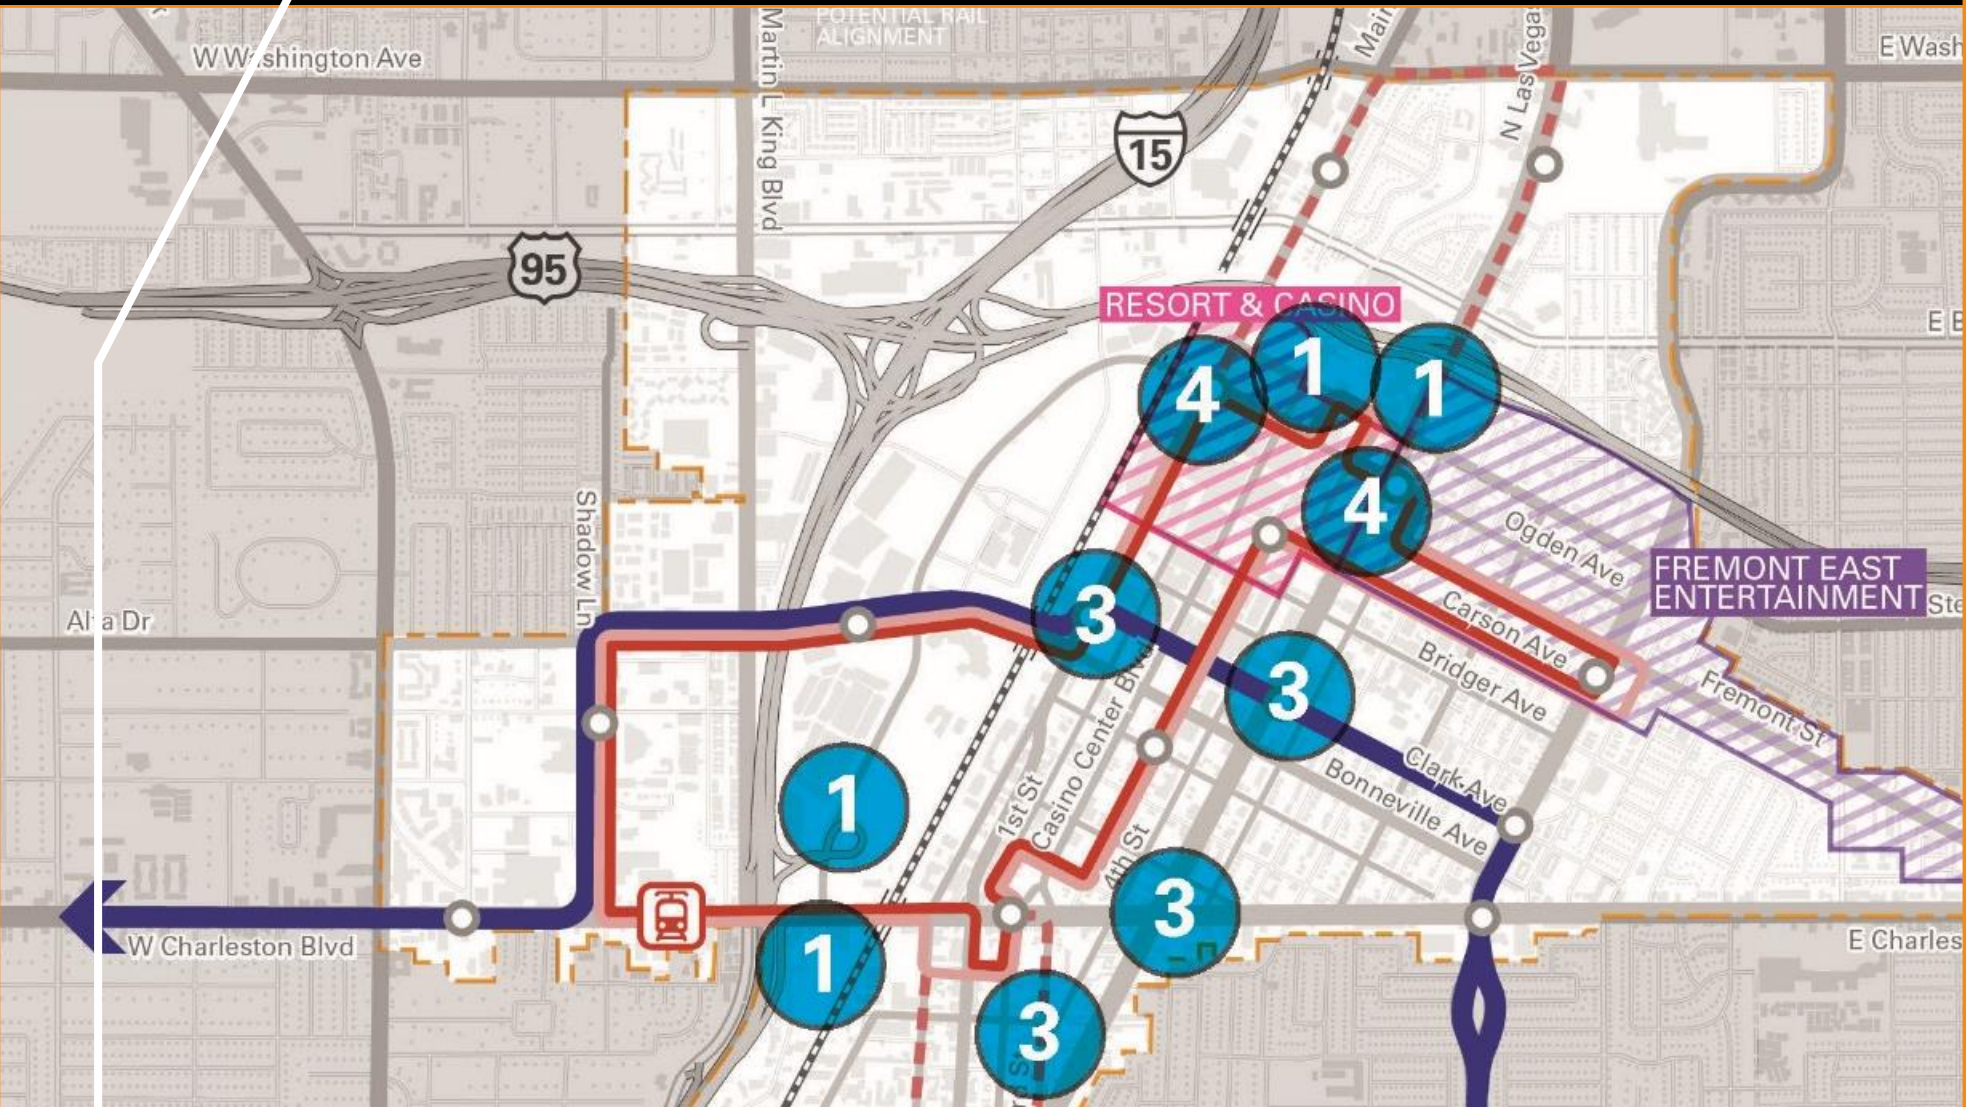 POTENTIAL RAIL
ALIGNMENT
W Washington Ave
Martin L King Blvd
Main
N Las Vega
E Wash
15
95
RESORT & CASINO
E B
4
1
1
4
Shadow Ln
Ogden Ave
FREMONT EAST
ENTERTAINMENT
Ste
Alta Dr
Carson Ave
Bridger Ave
Fremont St
3
3
Casino Center Blvd
1st St
4th St
Clark Ave
Bonneville Ave
1
3
1
3
W Charleston Blvd
E Charles